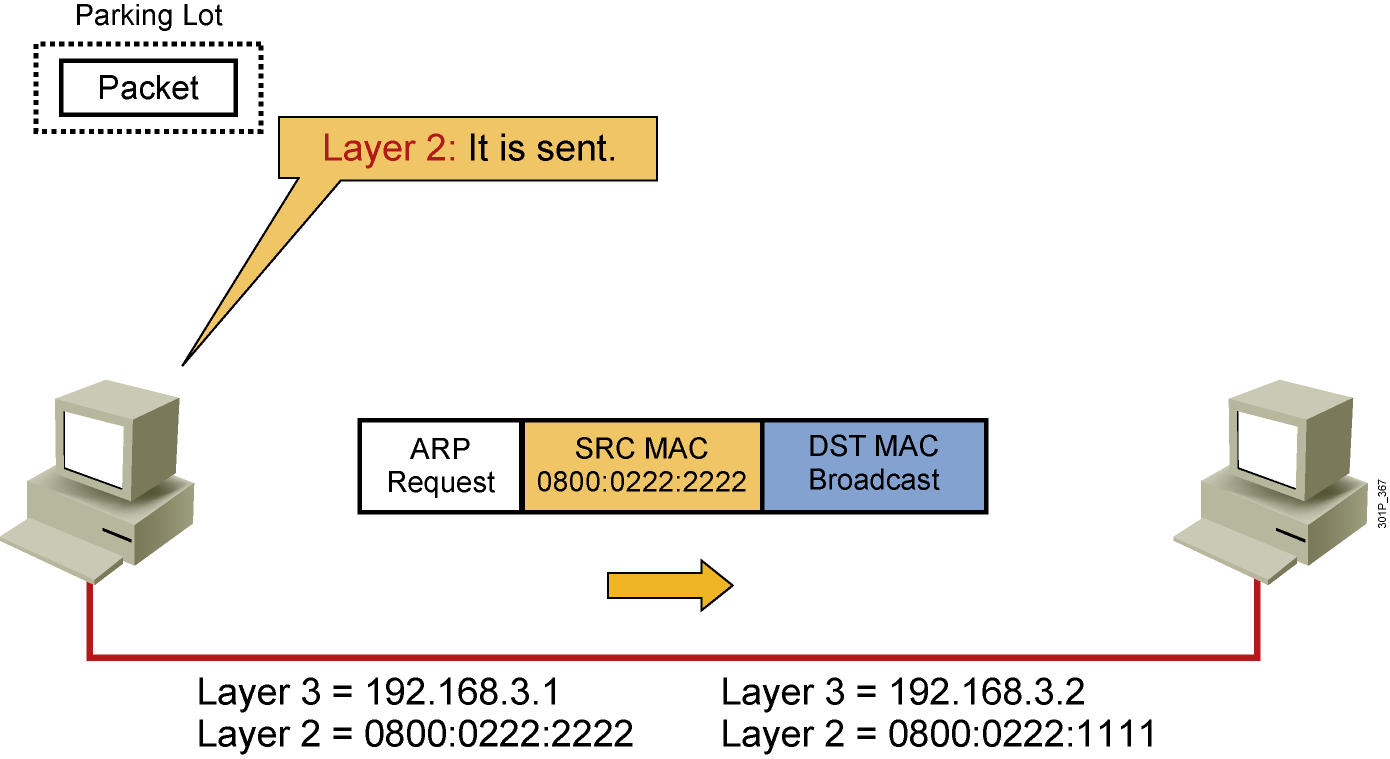 Parking Lot
Packet
Layer 2: It is sent.
ARP
Request
SRC MAC
0800:0222:2222
DST MAC
Broadcast
301P_367
Layer 3 = 192.168.3.1
Layer 2 = 0800:0222:2222
Layer 3 = 192.168.3.2
Layer 2 = 0800:0222:1111